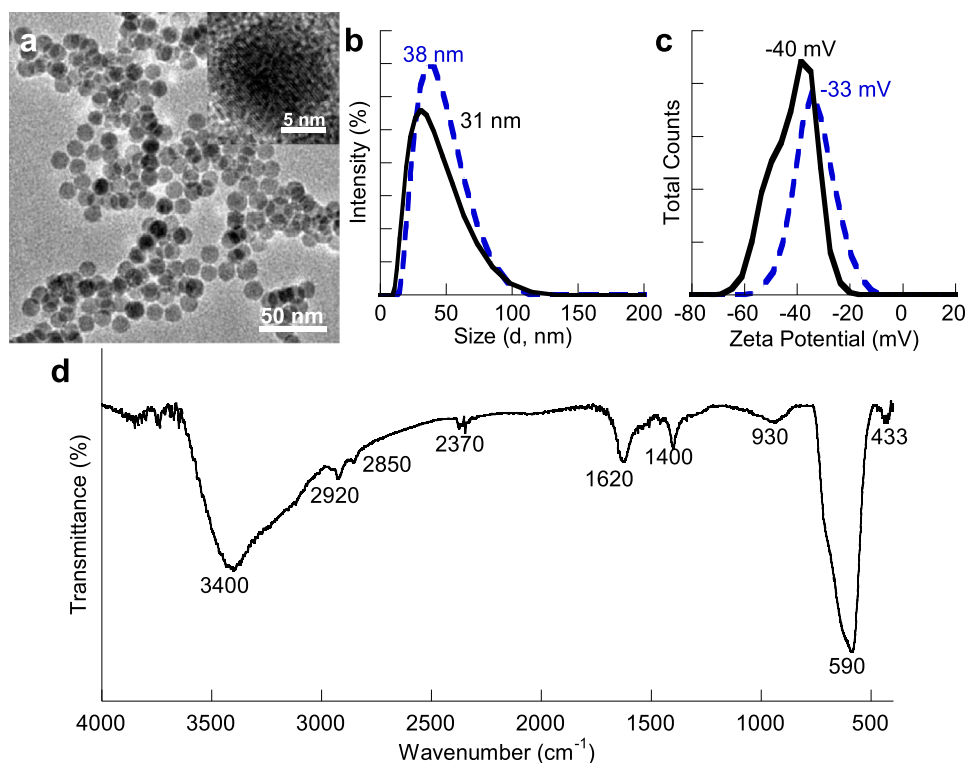 a
5 nm
50 nm
b
38 nm
31 nm
Intensity (%)
0 50 100 150 200
Size (d, nm)
c
-40 mV
-33 mV
Total Counts
-80 -60 -40 -20 0 20
Zeta Potential (mV)
d
Transmittance (%)
3400
2920
2850
2370
1620
1400
930
590
433
4000 3500 3000 2500 2000 1500 1000 500
Wavenumber (cm⁻¹)